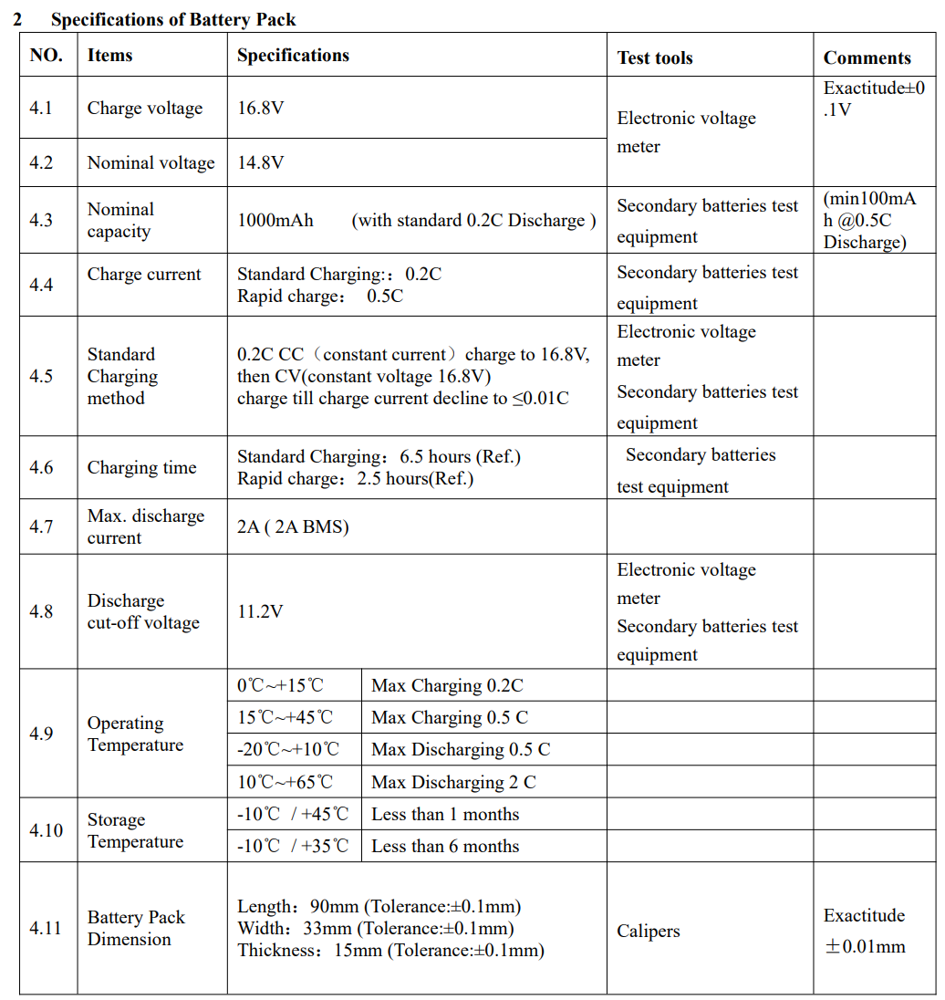 2 Specifications of Battery Pack
NO. Items Specifications Test tools Comments
4.1 Charge voltage 16.8V Electronic voltage
meter
Exactitude±0
.1V
4.2 Nominal voltage 14.8V
4.3 Nominal
capacity
1000mAh (with standard 0.2C Discharge )
Secondary batteries test
equipment
(min100mA
h @0.5C
Discharge)
4.4 Charge current
Standard Charging:：0.2C
Rapid charge： 0.5C
Secondary batteries test
equipment
4.5 Standard
Charging
method
0.2C CC（constant current）charge to 16.8V,
then CV(constant voltage 16.8V)
charge till charge current decline to ≤0.01C
Electronic voltage
meter
Secondary batteries test
equipment
4.6 Charging time
Standard Charging：6.5 hours (Ref.)
Rapid charge：2.5 hours(Ref.)
Secondary batteries
test equipment
4.7 Max. discharge
current
2A ( 2A BMS)
4.8 Discharge
cut-off voltage
11.2V
Electronic voltage
meter
Secondary batteries test
equipment
4.9 Operating
Temperature
0℃~+15℃ Max Charging 0.2C
15℃~+45℃ Max Charging 0.5 C
-20℃~+10℃ Max Discharging 0.5 C
10℃~+65℃ Max Discharging 2 C
4.10 Storage
Temperature
-10℃ / +45℃ Less than 1 months
-10℃ / +35℃ Less than 6 months
4.11 Battery Pack
Dimension
Length：90mm (Tolerance:±0.1mm)
Width：33mm (Tolerance:±0.1mm)
Thickness：15mm (Tolerance:±0.1mm)
Calipers
Exactitude
±0.01mm